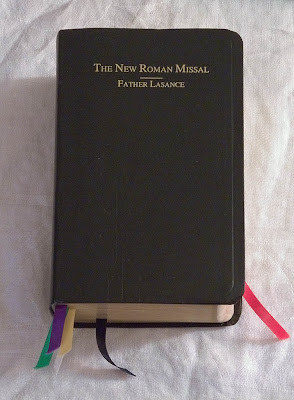 The New Roman Missal
Father Lasance